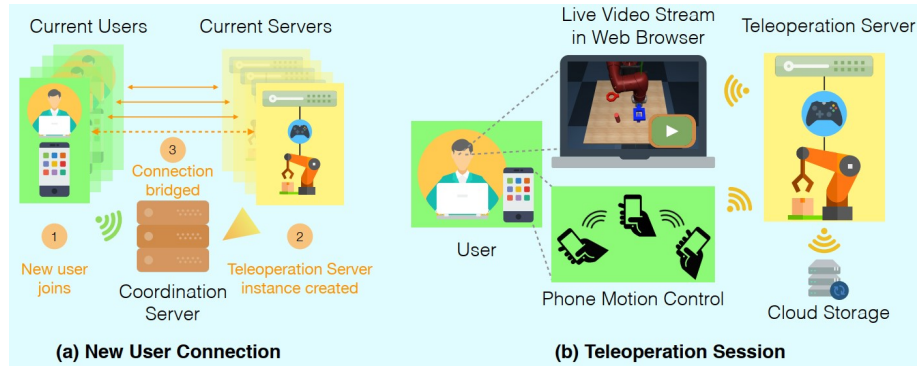 Current Users
Current Servers
3
Connection
bridged
1
New user
joins
2
Teleoperation Server
instance created
Coordination
Server
(a) New User Connection
Live Video Stream
in Web Browser
Teleoperation Server
User
Phone Motion Control
Cloud Storage
(b) Teleoperation Session